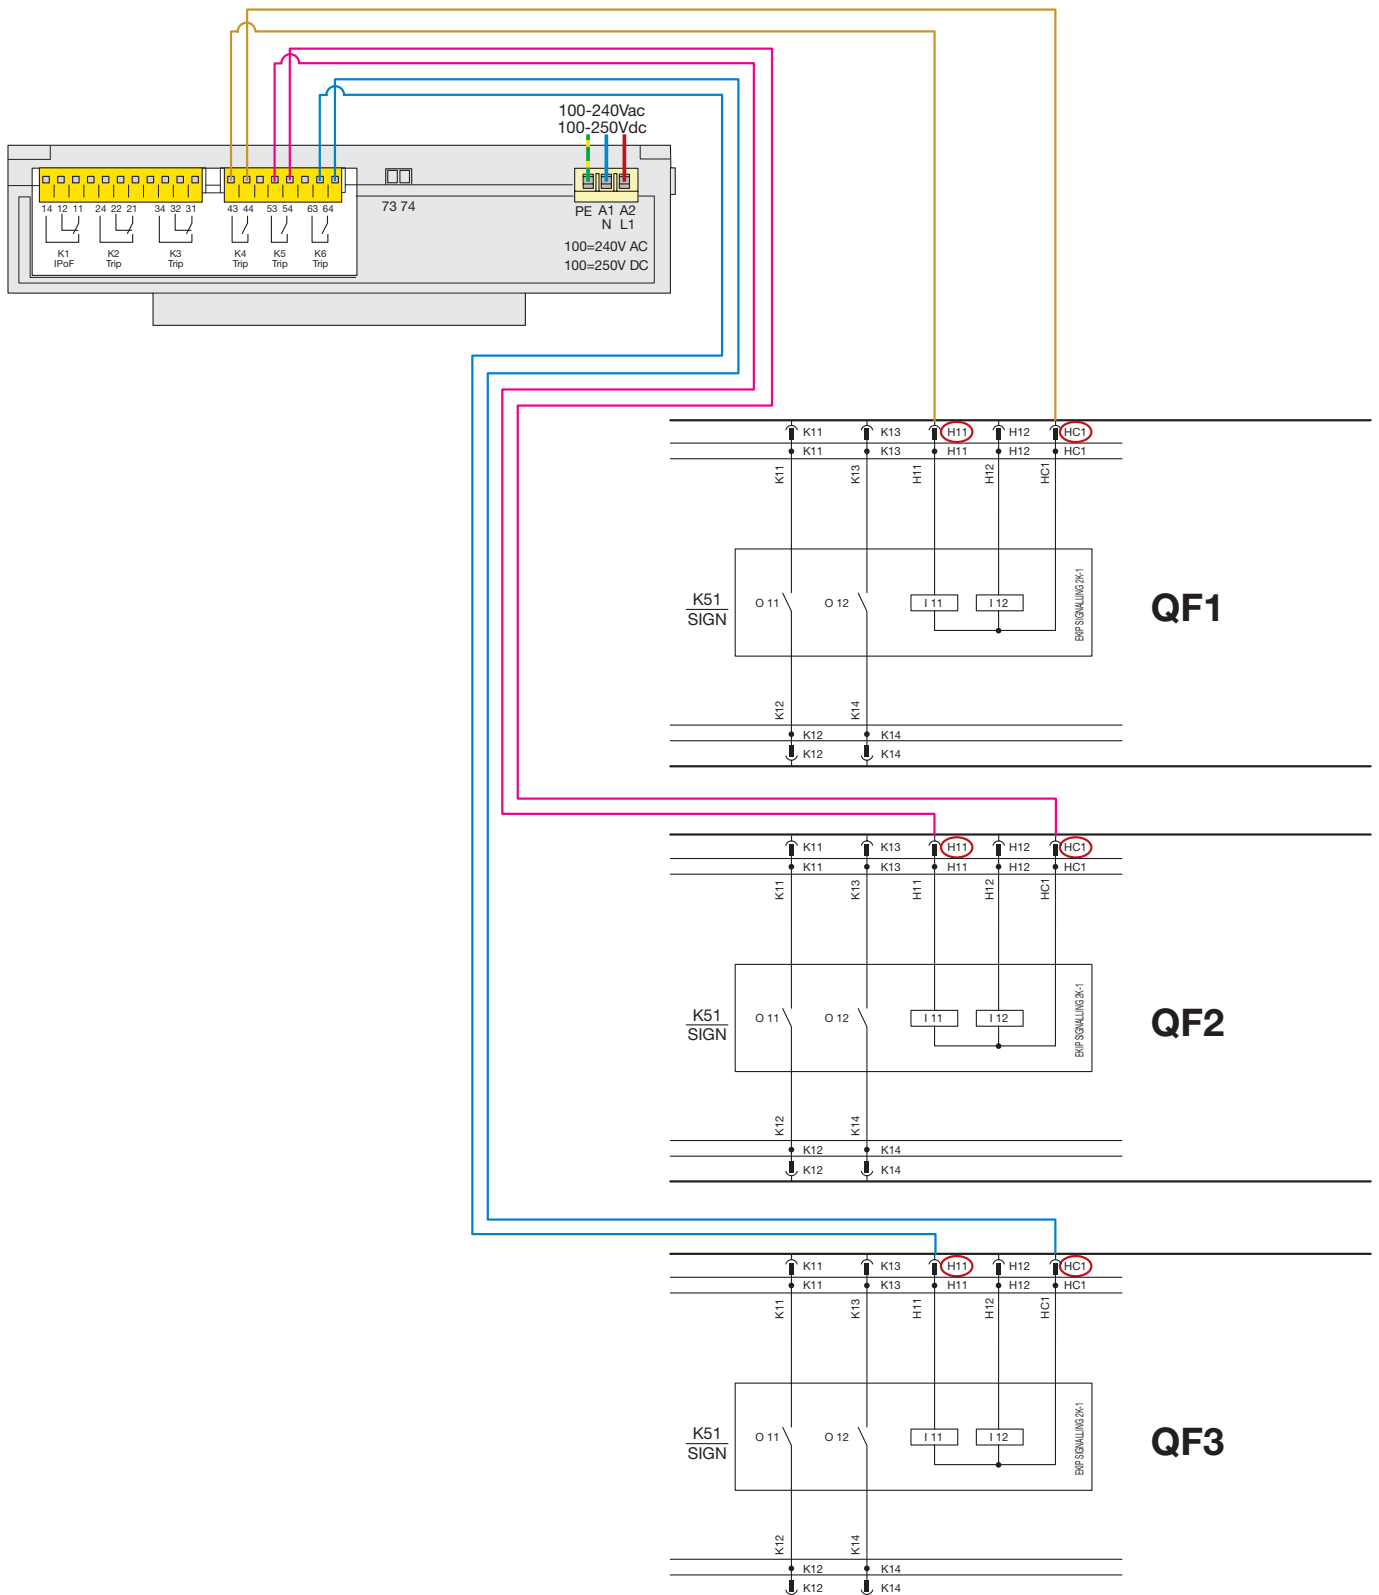 100-240Vac
100-250Vdc
14 12 11 24 22 21 34 32 31 43 44 53 54 63 64
73 74
PE A1 A2
N L1
K1 K2 K3 K4 K5 K6
IPoF Trip Trip Trip Trip Trip
100=240V AC
100=250V DC
K11 K13 H11 H12 HC1
K11 K13 H11 H12 HC1
K11 K13 H11 H12 HC1
K51
SIGN
O 11 O 12 I 11 I 12
EKIP SIGNALLING 2K-1
QF1
K12 K14
K12 K14
K12 K14
K11 K13 H11 H12 HC1
K11 K13 H11 H12 HC1
K11 K13 H11 H12 HC1
K51
SIGN
O 11 O 12 I 11 I 12
EKIP SIGNALLING 2K-1
QF2
K12 K14
K12 K14
K12 K14
K11 K13 H11 H12 HC1
K11 K13 H11 H12 HC1
K11 K13 H11 H12 HC1
K51
SIGN
O 11 O 12 I 11 I 12
EKIP SIGNALLING 2K-1
QF3
K12 K14
K12 K14
K12 K14